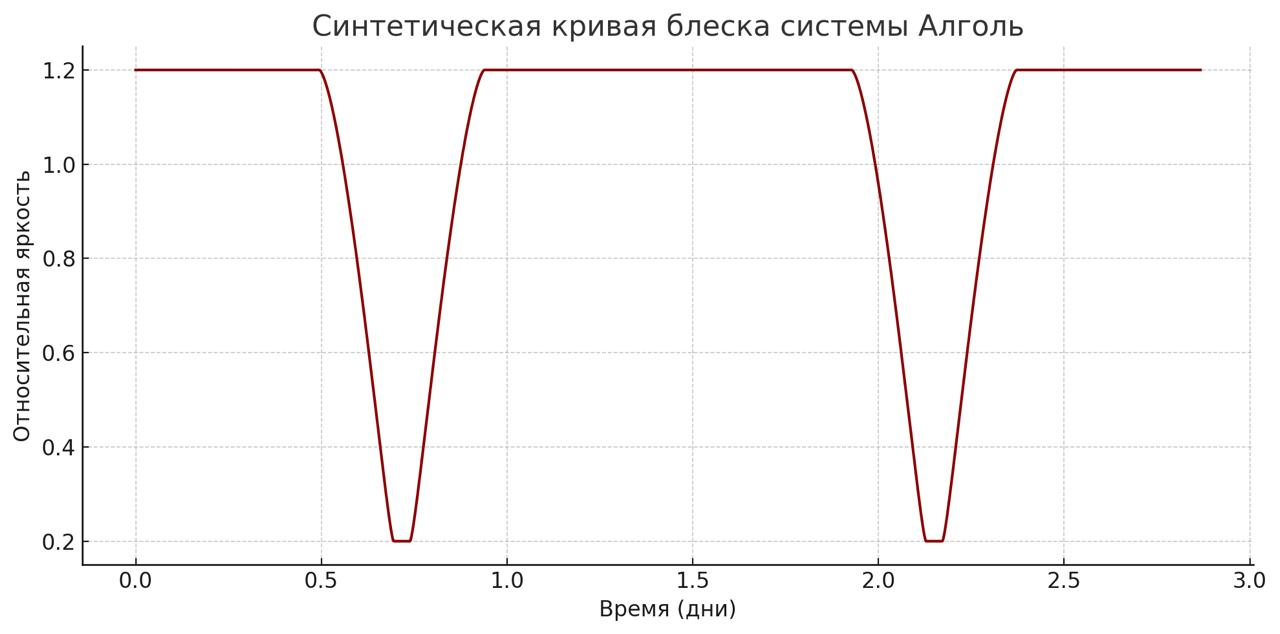 Синтетическая кривая блеска системы Алголь
Относительная яркость
1.2
1.0
0.8
0.6
0.4
0.2
0.0 0.5 1.0 1.5 2.0 2.5 3.0
Время (дни)